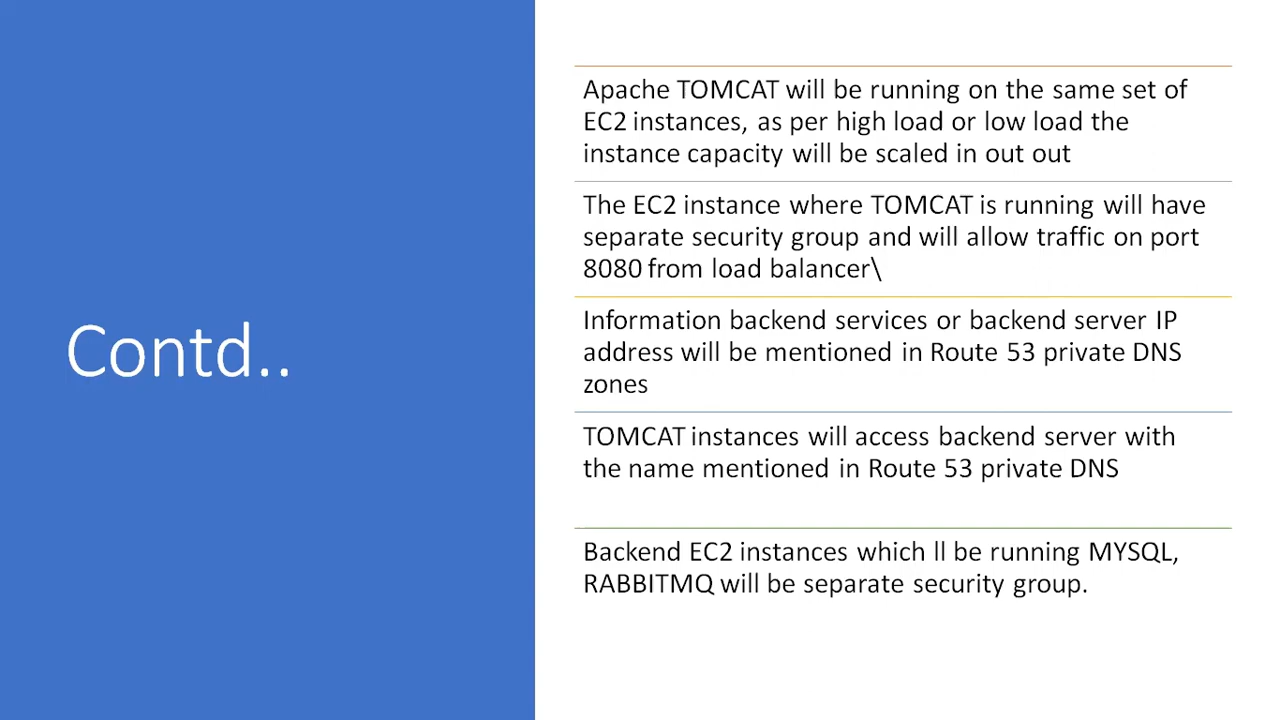 Contd..
Apache TOMCAT will be running on the same set of
EC2 instances, as per high load or low load the
instance capacity will be scaled in out out
The EC2 instance where TOMCAT is running will have
separate security group and will allow traffic on port
8080 from load balancer\
Information backend services or backend server IP
address will be mentioned in Route 53 private DNS
zones
TOMCAT instances will access backend server with
the name mentioned in Route 53 private DNS
Backend EC2 instances which ll be running MYSQL,
RABBITMQ will be separate security group.